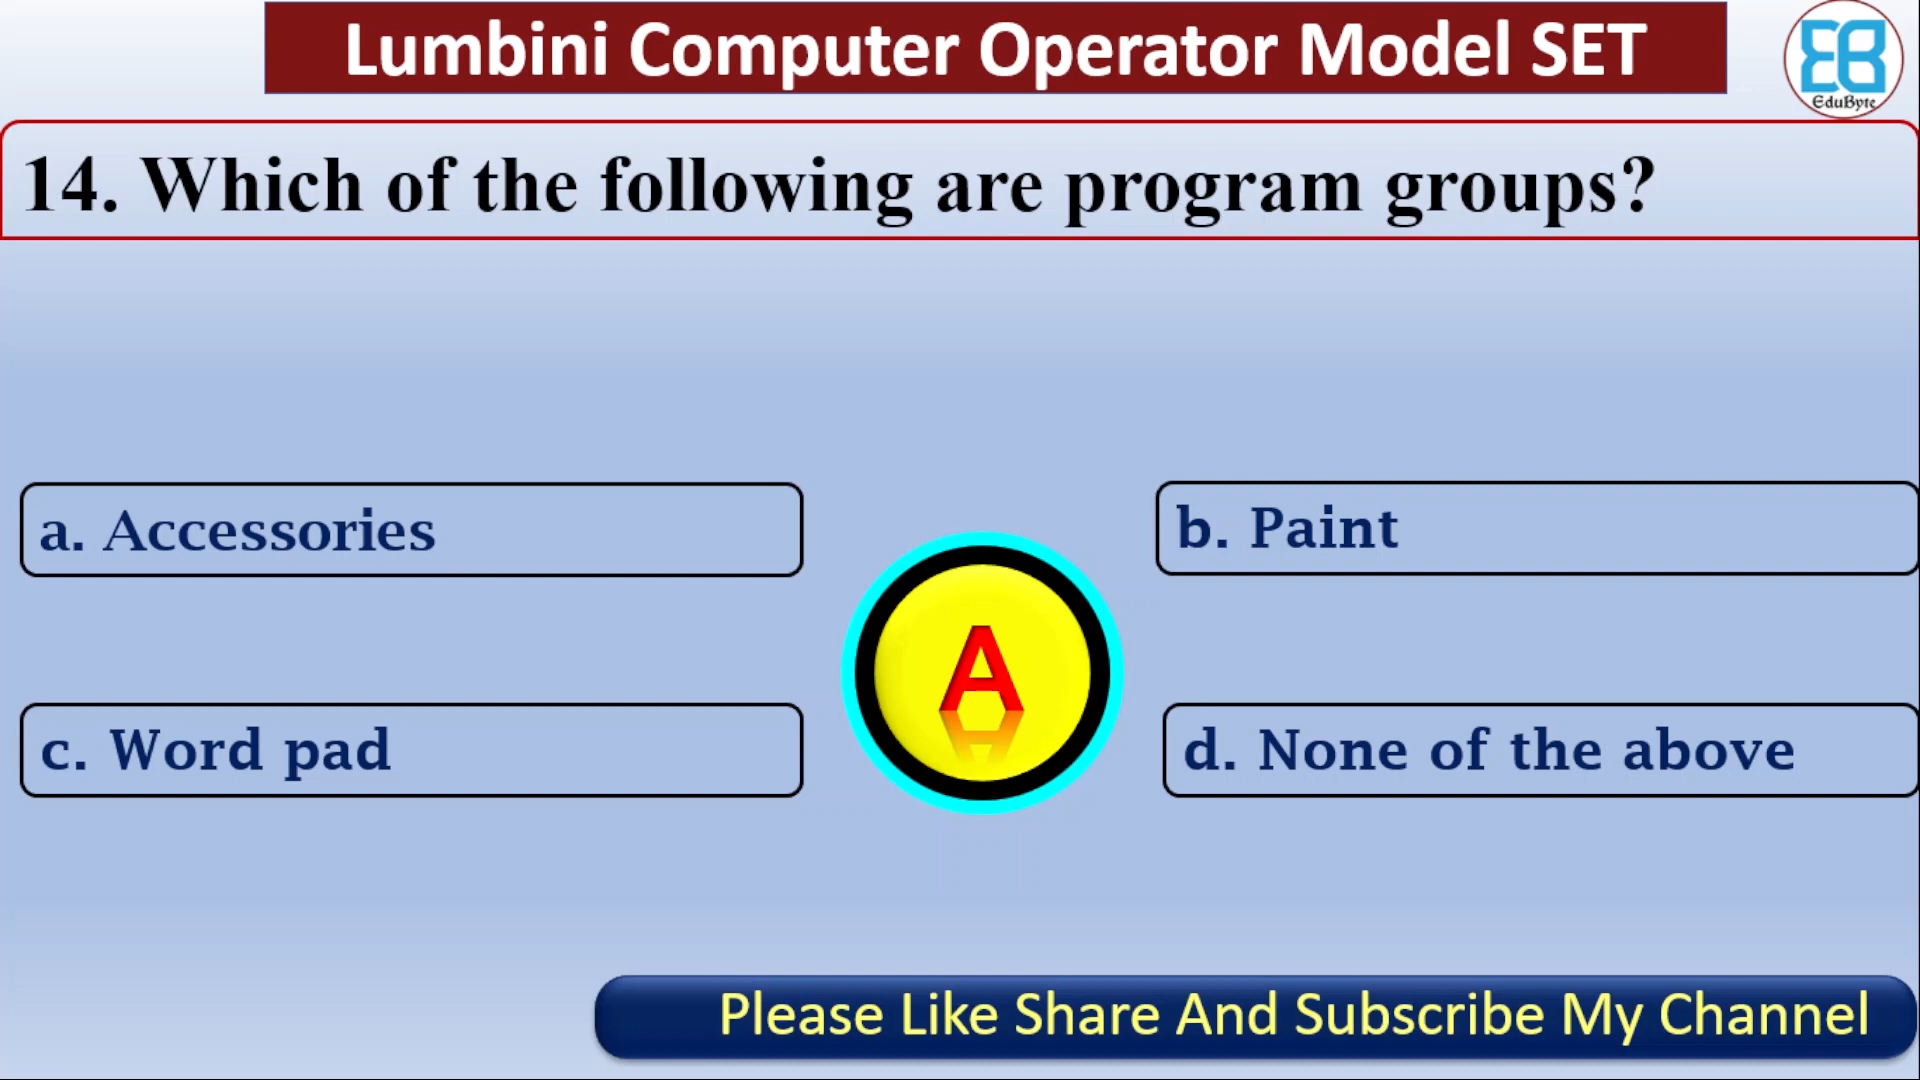 Lumbini Computer Operator Model SET
EduByte
14. Which of the following are program groups?
a. Accessories
b. Paint
A
c. Word pad
d. None of the above
Please Like Share And Subscribe My Channel